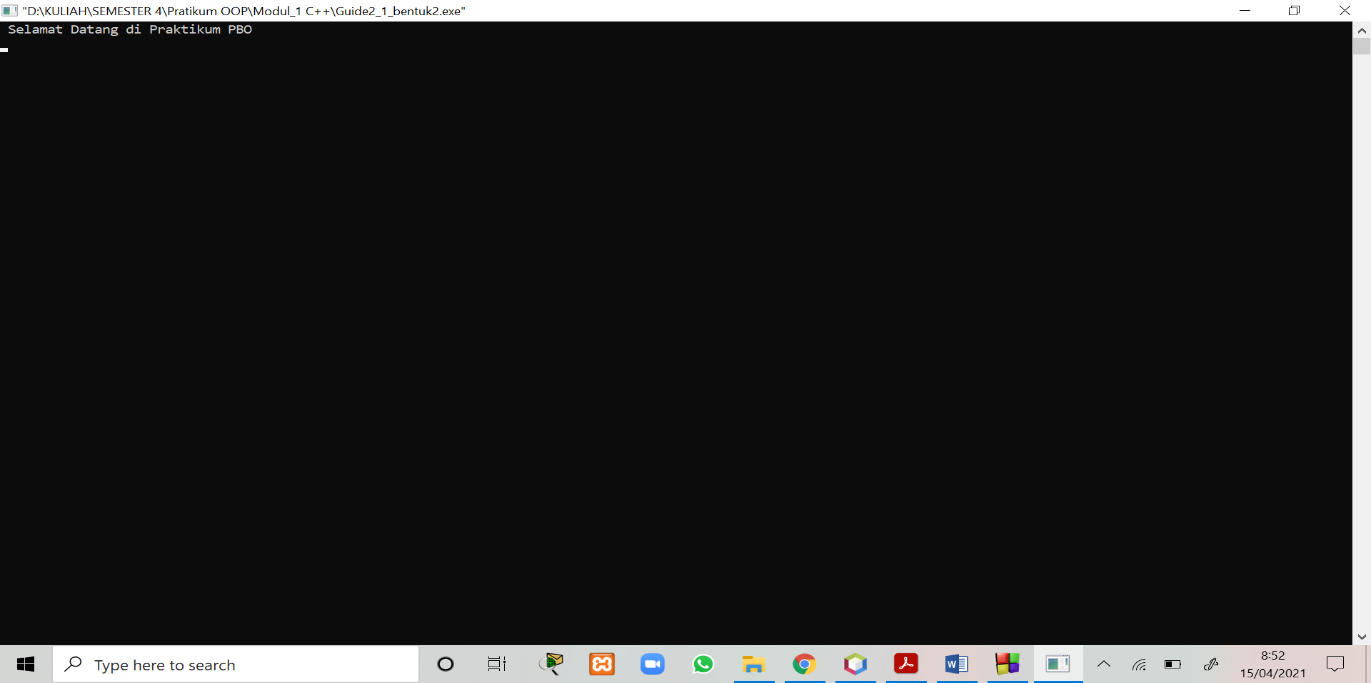 "D:\KULIAH\SEMESTER 4\Pratikum OOP\Modul_1 C++\Guide2_1_bentuk2.exe"
Selamat Datang di Praktikum PBO
Type here to search
8:52
15/04/2021